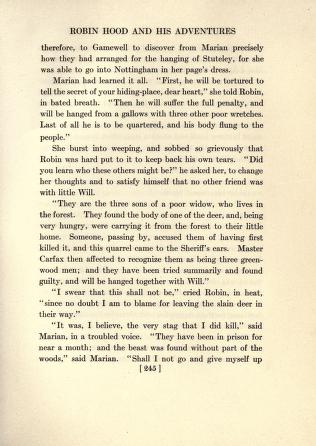 ROBIN HOOD AND HIS ADVENTURES
therefore, to Gamewell to discover from Marian precisely
how they had arranged for the hanging of Stuteley, for she
was able to go into Nottingham in her page's dress.
Marian had learned it all. "First, he will be tortured to
tell the secret of your hiding-place, dear heart," she told Robin,
in bated breath. "Then he will suffer the full penalty, and
will be hanged from a gallows with three other poor wretches.
Last of all he is to be quartered, and his body flung to the
people."
She burst into weeping, and sobbed so grievously that
Robin was hard put to it to keep back his own tears. "Did
you learn who these others might be?" he asked her, to change
her thoughts and to satisfy himself that no other friend was
with little Will.
"They are the three sons of a poor widow, who lives in
the forest. They found the body of one of the deer, and, being
very hungry, were carrying it from the forest to their little
home. Someone, passing by, accused them of having first
killed it, and this quarrel came to the Sheriff's ears. Master
Carfax then affected to recognize them as being three green-
wood men; and they have been tried summarily and found
guilty, and will be hanged together with Will."
"I swear that this shall not be," cried Robin, in heat,
"since no doubt I am to blame for leaving the slain deer in
their way."
"It was, I believe, the very stag that I did kill," said
Marian, in a troubled voice. "They have been in prison for
near a month; and the beast was found without part of the
woods," said Marian. "Shall I not go and give myself up
[ 245 ]